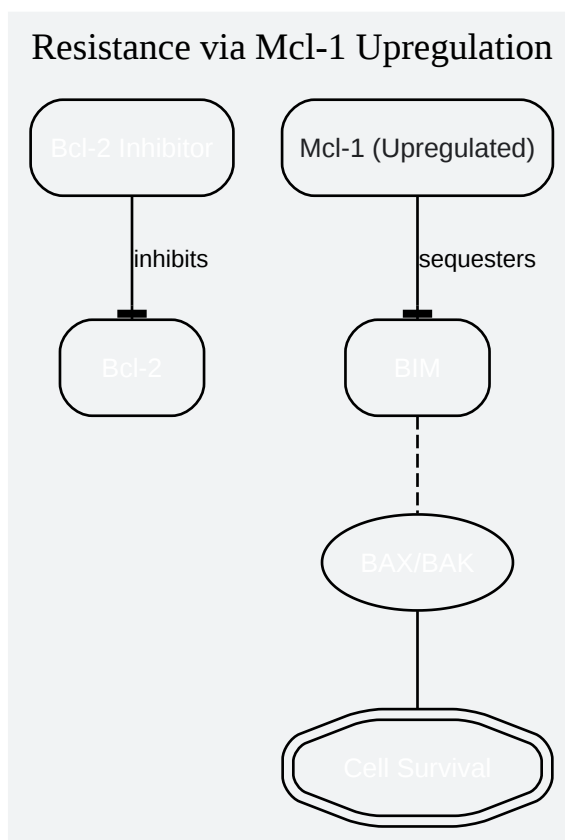 Resistance via Mcl-1 Upregulation
Bcl-2 Inhibitor
Mcl-1 (Upregulated)
inhibits
sequesters
Bcl-2
BIM
BAX/BAK
Cell Survival